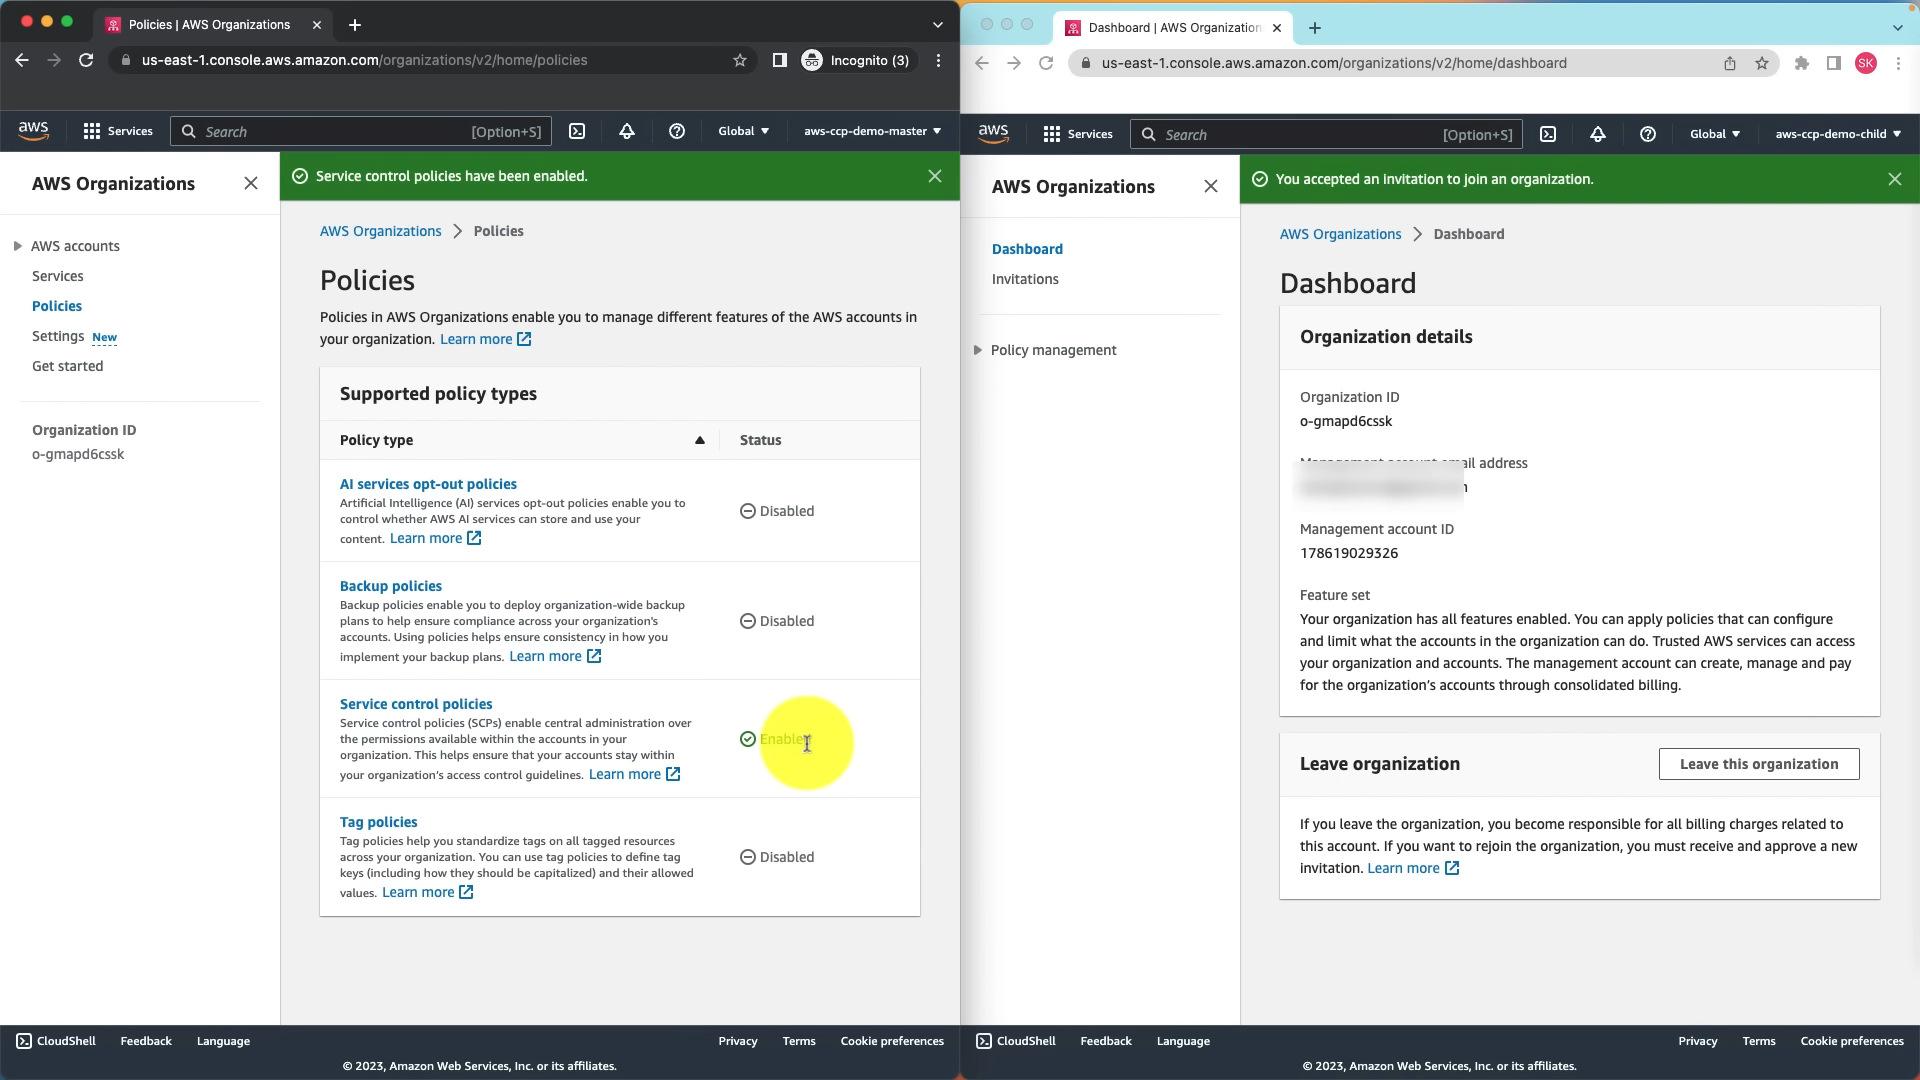 Policies | AWS Organizations
us-east-1.console.aws.amazon.com/organizations/v2/home/policies
Incognito (3)
aws
Services
Search
[Option+S]
Global
aws-ccp-demo-master
AWS Organizations
AWS accounts
Services
Policies
Settings New
Get started
Organization ID
o-gmapd6cssk
Service control policies have been enabled.
AWS Organizations > Policies
Policies
Policies in AWS Organizations enable you to manage different features of the AWS accounts in
your organization. Learn more
Supported policy types
Policy type
Status
AI services opt-out policies
Artificial Intelligence (AI) services opt-out policies enable you to
control whether AWS AI services can store and use your
content. Learn more
Disabled
Backup policies
Backup policies enable you to deploy organization-wide backup
plans to help ensure compliance across your organization's
accounts. Using policies helps ensure consistency in how you
implement your backup plans. Learn more
Disabled
Service control policies
Service control policies (SCPs) enable central administration over
the permissions available within the accounts in your
organization. This helps ensure that your accounts stay within
your organization's access control guidelines. Learn more
Enabled
Tag policies
Tag policies help you standardize tags on all tagged resources
across your organization. You can use tag policies to define tag
keys (including how they should be capitalized) and their allowed
values. Learn more
Disabled
CloudShell
Feedback
Language
Privacy
Terms
Cookie preferences
© 2023, Amazon Web Services, Inc. or its affiliates.
Dashboard | AWS Organization
us-east-1.console.aws.amazon.com/organizations/v2/home/dashboard
SK
aws
Services
Search
[Option+S]
Global
aws-ccp-demo-child
AWS Organizations
Dashboard
Invitations
Policy management
You accepted an invitation to join an organization.
AWS Organizations > Dashboard
Dashboard
Organization details
Organization ID
o-gmapd6cssk
Management account email address
Management account ID
178619029326
Feature set
Your organization has all features enabled. You can apply policies that can configure
and limit what the accounts in the organization can do. Trusted AWS services can access
your organization and accounts. The management account can create, manage and pay
for the organization's accounts through consolidated billing.
Leave organization
Leave this organization
If you leave the organization, you become responsible for all billing charges related to
this account. If you want to rejoin the organization, you must receive and approve a new
invitation. Learn more
CloudShell
Feedback
Language
Privacy
Terms
Cookie preferences
© 2023, Amazon Web Services, Inc. or its affiliates.